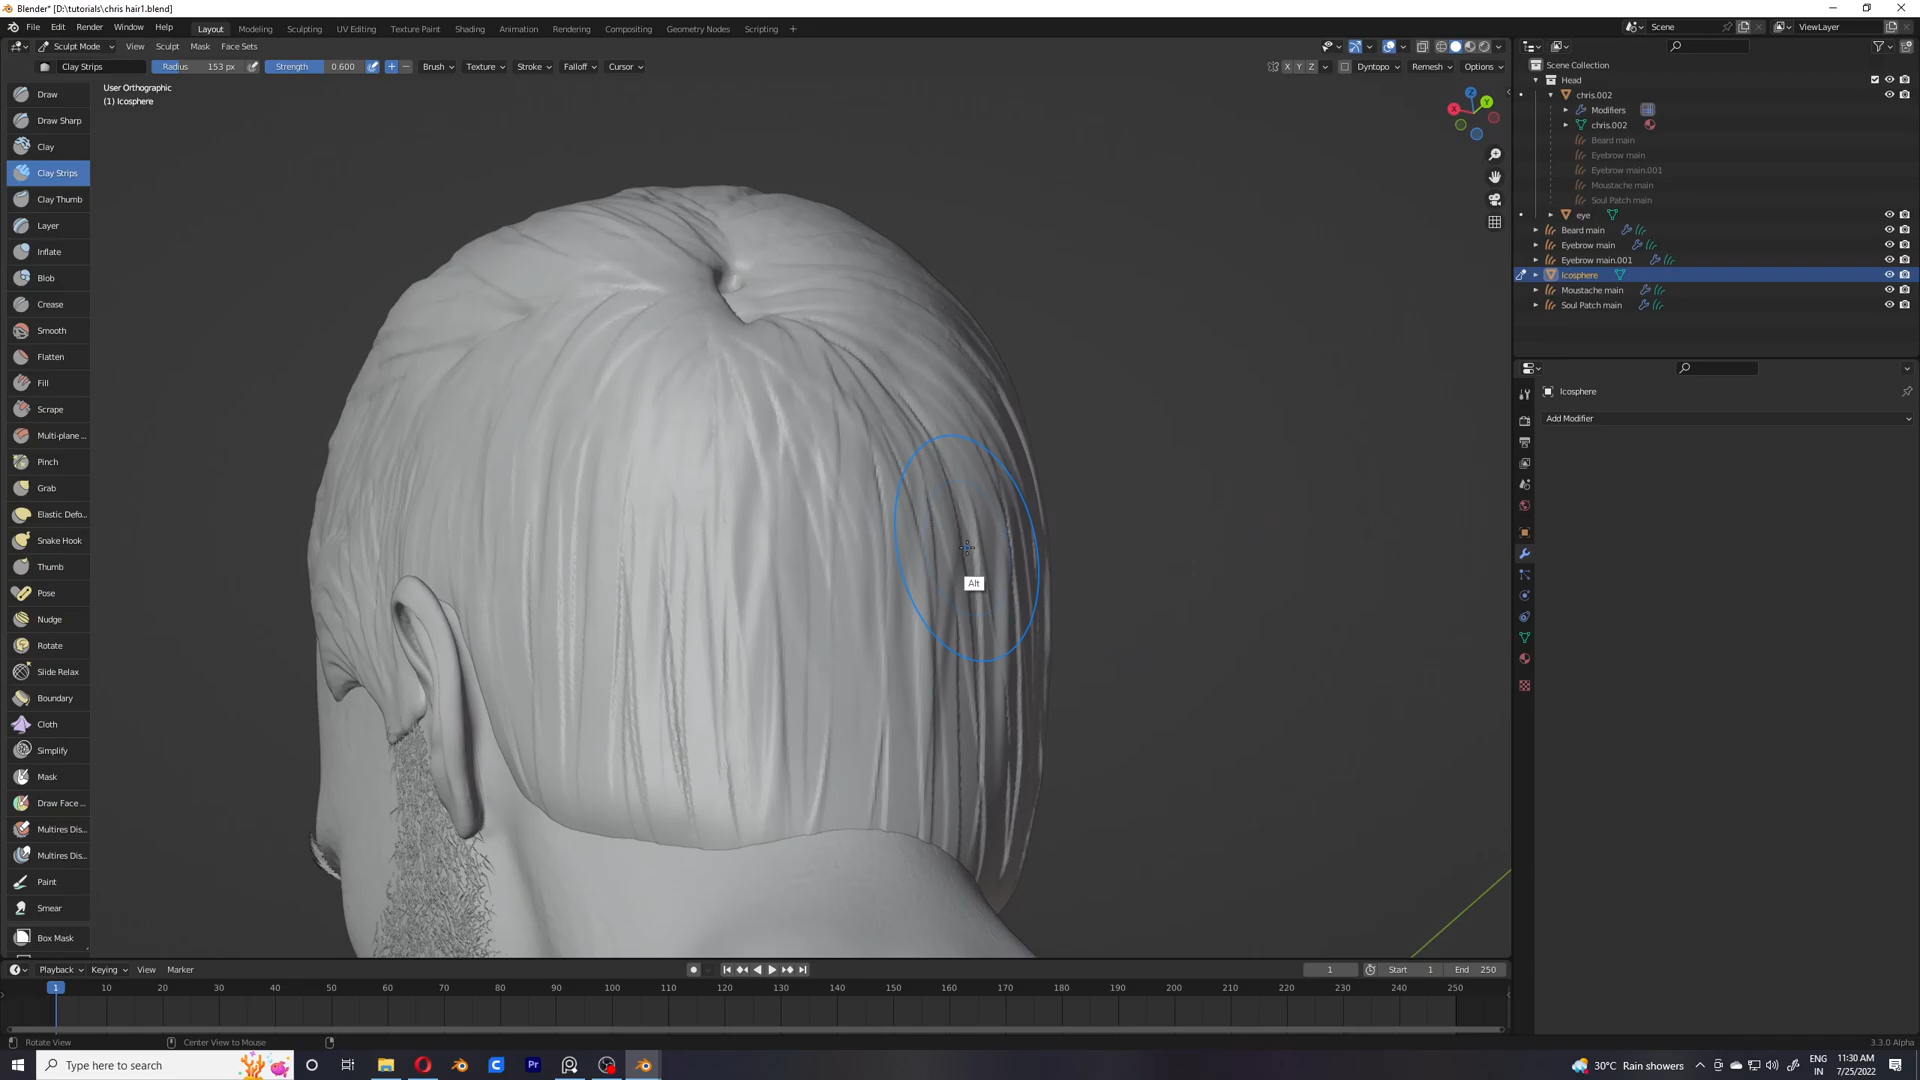 Blender* [D:\tutorials\chris hair1.blend]
File Edit Render Window Help Layout Modeling Sculpting UV Editing Texture Paint Shading Animation Rendering Compositing Geometry Nodes Scripting + Scene ViewLayer
Sculpt Mode View Sculpt Mask Face Sets
Clay Strips Radius 153 px Strength 0.600 Brush Texture Stroke Falloff Cursor X Y Z Dyntopo Remesh Options
User Orthographic
(1) Icosphere
Draw
Draw Sharp
Clay
Clay Strips
Clay Thumb
Layer
Inflate
Blob
Crease
Smooth
Flatten
Fill
Scrape
Multi-plane ...
Pinch
Grab
Elastic Defo...
Snake Hook
Thumb
Pose
Nudge
Rotate
Slide Relax
Boundary
Cloth
Simplify
Mask
Draw Face ...
Multires Dis...
Multires Dis...
Paint
Smear
Box Mask
Alt
Z
Y
X
Scene Collection
Head
chris.002
Modifiers
chris.002
Beard main
Eyebrow main
Eyebrow main.001
Moustache main
Soul Patch main
eye
Beard main
Eyebrow main
Eyebrow main.001
Icosphere
Moustache main
Soul Patch main
Icosphere
Add Modifier
Playback Keying View Marker 1 Start 1 End 250
1 10 20 30 40 50 60 70 80 90 100 110 120 130 140 150 160 170 180 190 200 210 220 230 240 250
Rotate View Center View to Mouse 3.3.0 Alpha
Type here to search Pr 30°C Rain showers ENG IN 11:30 AM 7/25/2022